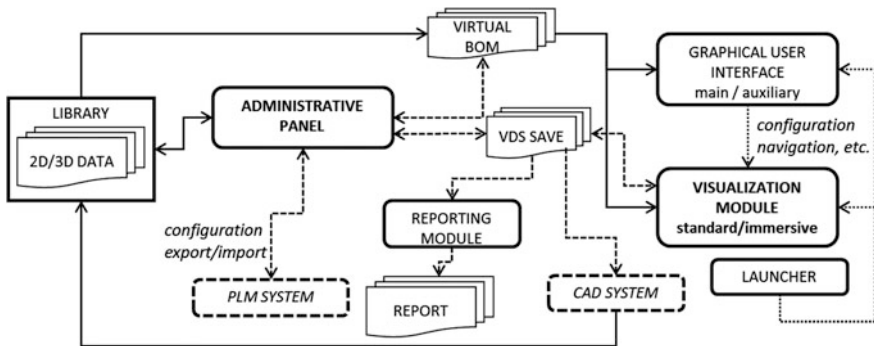 VIRTUAL
BOM
GRAPHICAL USER
INTERFACE
main / auxiliary
LIBRARY
2D/3D DATA
ADMINISTRATIVE
PANEL
VDS SAVE
configuration
navigation, etc.
VISUALIZATION
MODULE
standard/immersive
configuration
export/import
REPORTING
MODULE
LAUNCHER
PLM SYSTEM
REPORT
CAD SYSTEM